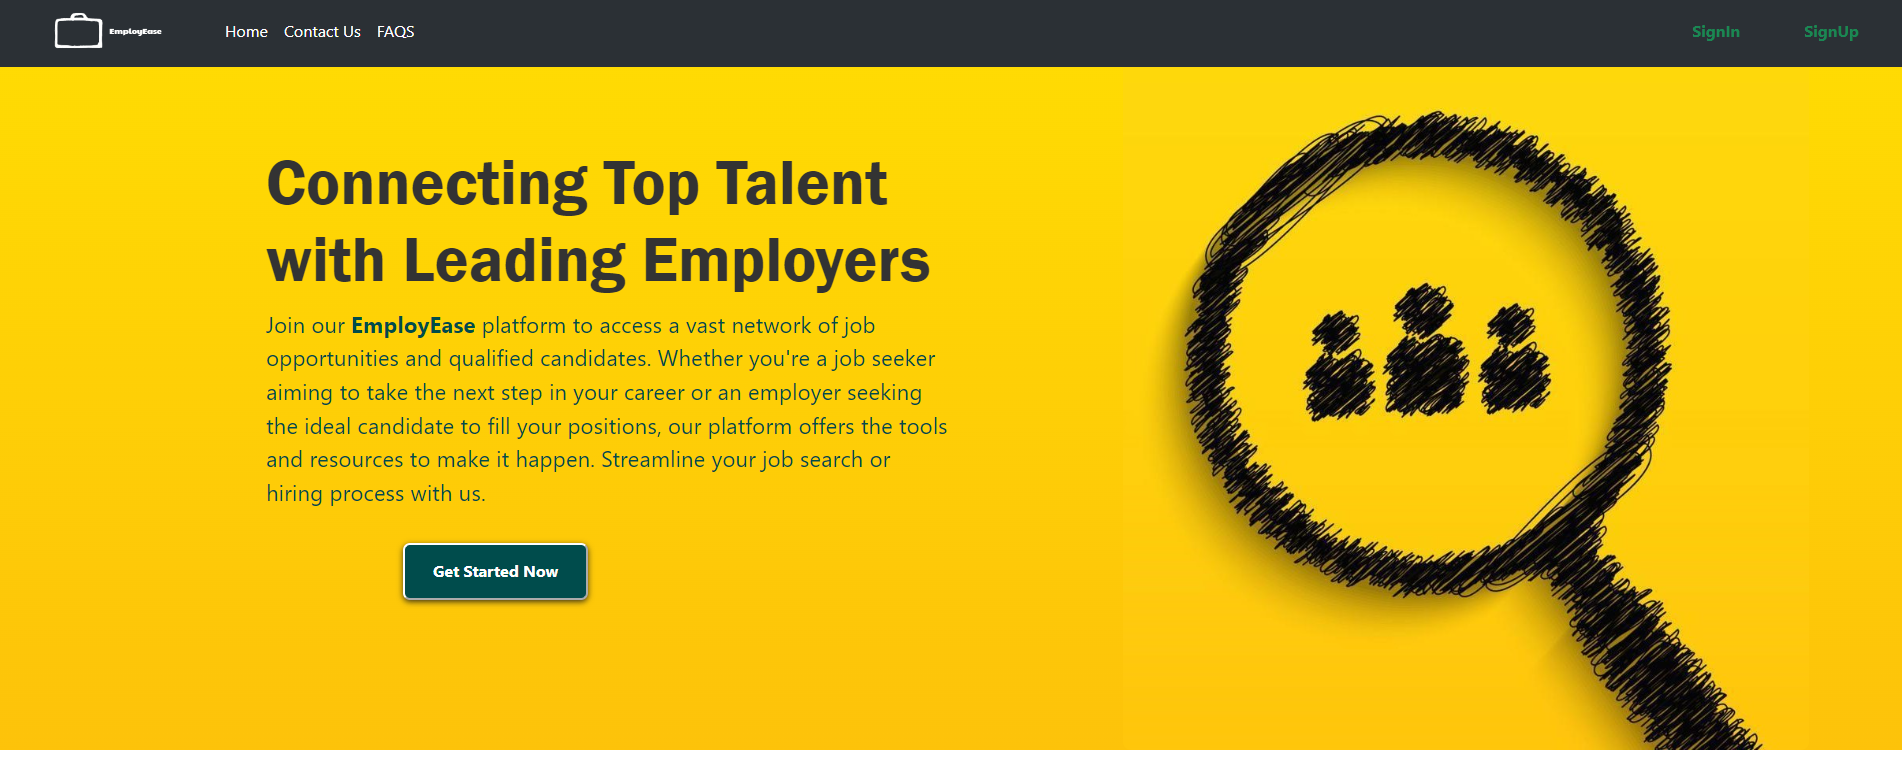 EmployEase
Home Contact Us FAQS
SignIn SignUp
Connecting Top Talent
with Leading Employers
Join our EmployEase platform to access a vast network of job
opportunities and qualified candidates. Whether you're a job seeker
aiming to take the next step in your career or an employer seeking
the ideal candidate to fill your positions, our platform offers the tools
and resources to make it happen. Streamline your job search or
hiring process with us.
Get Started Now